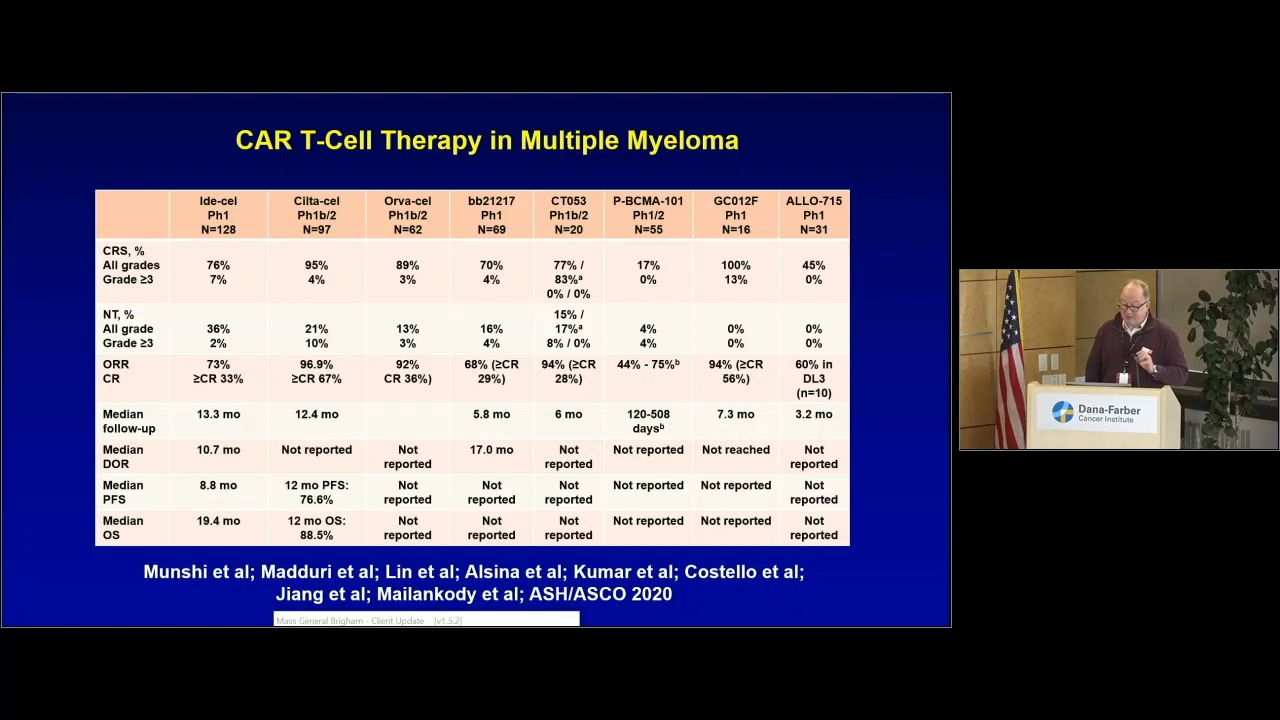 CAR T-Cell Therapy in Multiple Myeloma
Ide-cel Cilta-cel Orva-cel bb21217 CT053 P-BCMA-101 GC012F ALLO-715
Ph1 Ph1b/2 Ph1b/2 Ph1 Ph1b/2 Ph1/2 Ph1 Ph1
N=128 N=97 N=62 N=69 N=20 N=55 N=16 N=31
CRS, %
All grades 76% 95% 89% 70% 77% / 17% 100% 45%
Grade ≥3 7% 4% 3% 4% 83%ᵃ 0% 13% 0%
0% / 0%
NT, % 15% /
All grade 36% 21% 13% 16% 17%ᵃ 4% 0% 0%
Grade ≥3 2% 10% 3% 4% 8% / 0% 4% 0% 0%
ORR 73% 96.9% 92% 68% (≥CR 94% (≥CR 44% - 75%ᵇ 94% (≥CR 60% in
CR ≥CR 33% ≥CR 67% CR 36%) 29%) 28%) 56%) DL3
(n=10)
Median 13.3 mo 12.4 mo 5.8 mo 6 mo 120-508 7.3 mo 3.2 mo
follow-up daysᵇ
Median 10.7 mo Not reported Not 17.0 mo Not Not reported Not reached Not
DOR reported reported reported
Median 8.8 mo 12 mo PFS: Not Not Not Not reported Not reported Not
PFS 76.6% reported reported reported reported
Median 19.4 mo 12 mo OS: Not Not Not Not reported Not reported Not
OS 88.5% reported reported reported reported
Munshi et al; Madduri et al; Lin et al; Alsina et al; Kumar et al; Costello et al;
Jiang et al; Mailankody et al; ASH/ASCO 2020
Mass General Brigham - Client Update [v1.5.2]
Dana-Farber
Cancer Institute